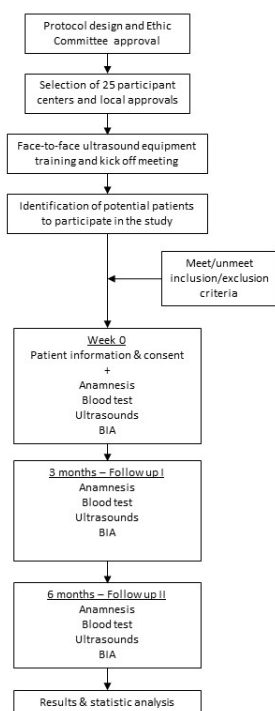 Protocol design and Ethic
Committee approval
Selection of 25 participant
centers and local approvals
Face-to-face ultrasound equipment
training and kick off meeting
Identification of potential patients
to participate in the study
Meet/unmeet
inclusion/exclusion
criteria
Week 0
Patient information & consent
+
Anamnesis
Blood test
Ultrasounds
BIA
3 months – Follow up I
Anamnesis
Blood test
Ultrasounds
BIA
6 months – Follow up II
Anamnesis
Blood test
Ultrasounds
BIA
Results & statistic analysis